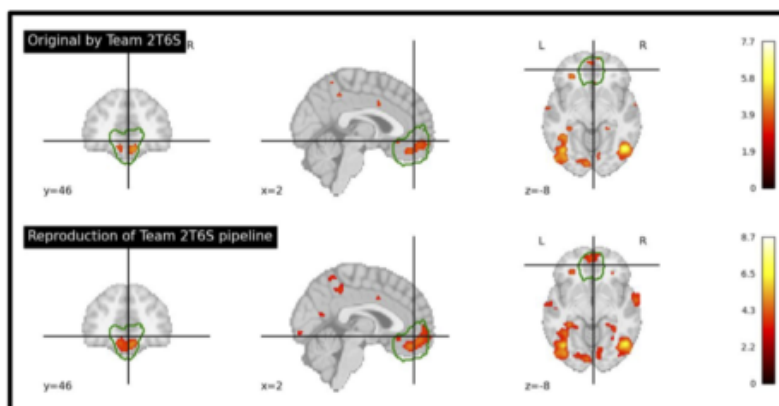 Original by Team 2T6S
R
L
R
7.7
5.8
3.9
1.9
0
y=46
x=2
z=-8
Reproduction of Team 2T6S pipeline
L
R
8.7
6.5
4.3
2.2
0
y=46
x=2
z=-8